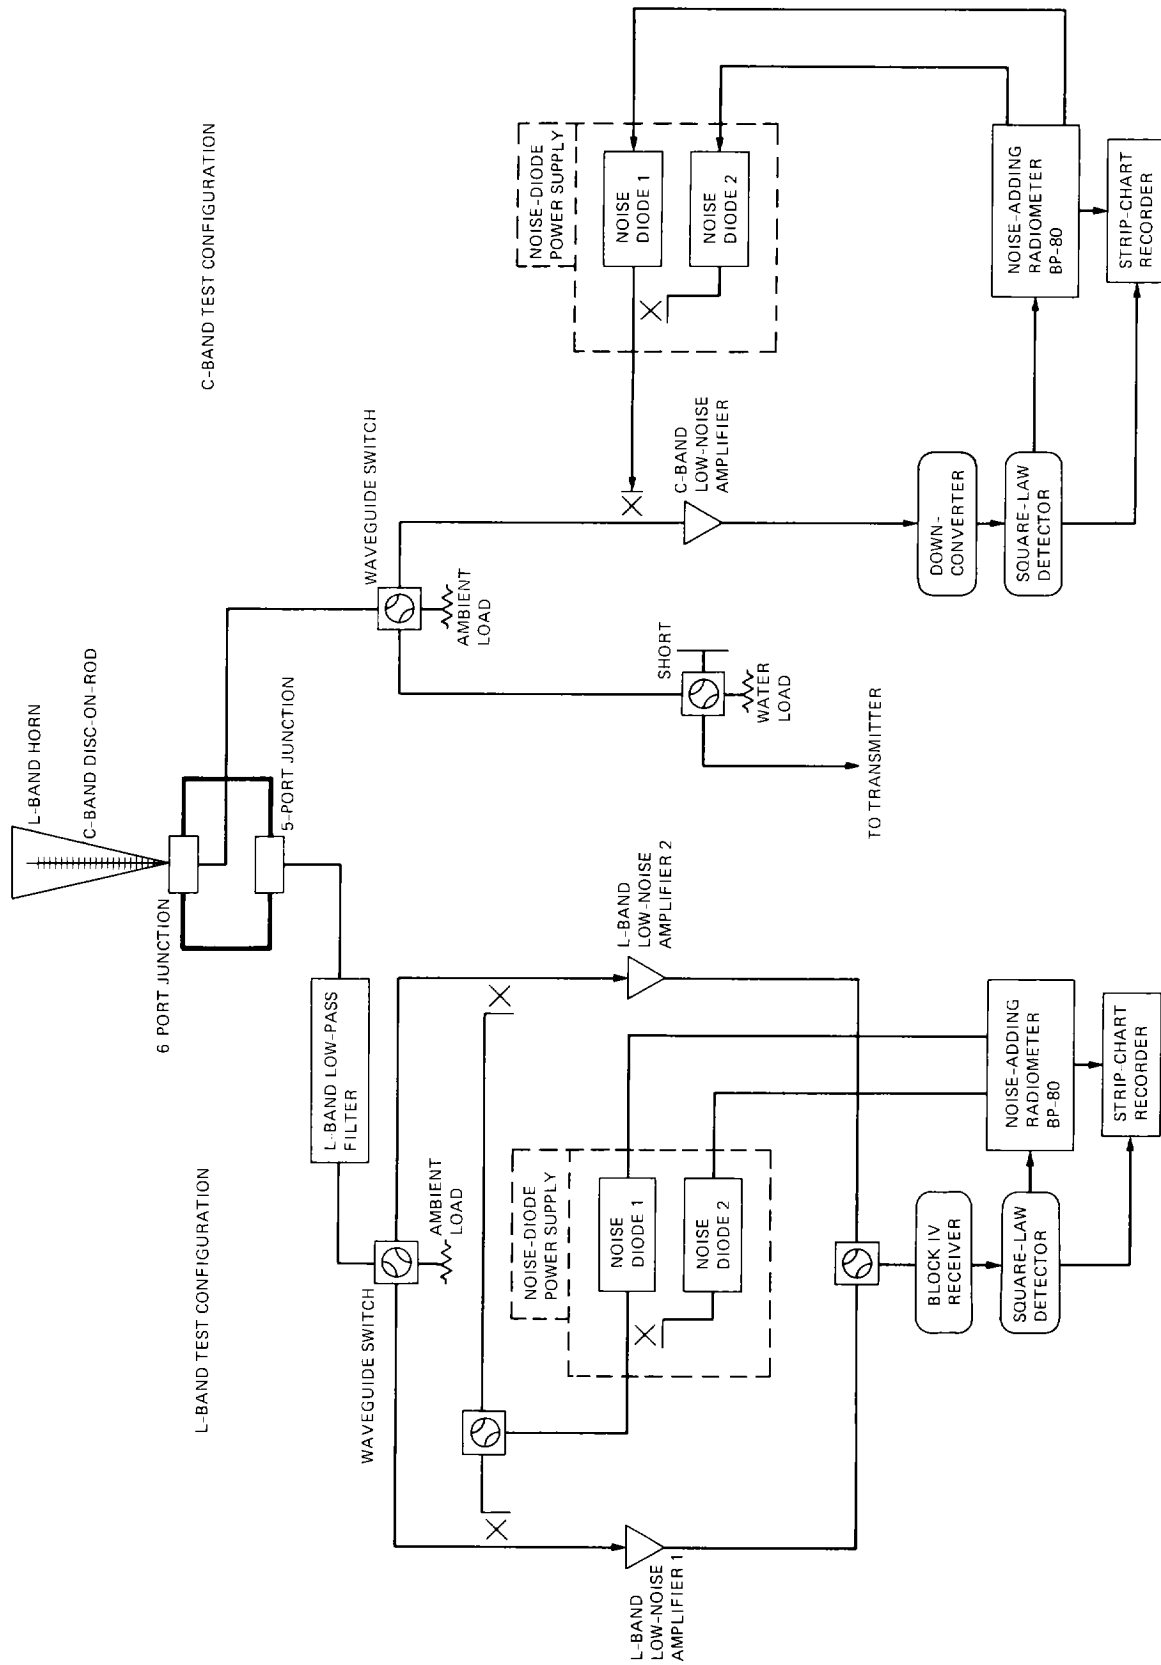 L-BAND TEST CONFIGURATION
C-BAND TEST CONFIGURATION
L-BAND HORN
C-BAND DISC-ON-ROD
6 PORT JUNCTION
5-PORT JUNCTION
L-BAND LOW-PASS
FILTER
WAVEGUIDE SWITCH
AMBIENT
LOAD
NOISE-DIODE
POWER SUPPLY
NOISE
DIODE 1
NOISE
DIODE 2
L-BAND
LOW-NOISE
AMPLIFIER 1
L-BAND
LOW-NOISE
AMPLIFIER 2
BLOCK IV
RECEIVER
SQUARE-LAW
DETECTOR
NOISE-ADDING
RADIOMETER
BP-80
STRIP-CHART
RECORDER
WAVEGUIDE SWITCH
AMBIENT
LOAD
SHORT
WATER
LOAD
TO TRANSMITTER
C-BAND
LOW-NOISE
AMPLIFIER
NOISE-DIODE
POWER SUPPLY
NOISE
DIODE 1
NOISE
DIODE 2
DOWN-
CONVERTER
SQUARE-LAW
DETECTOR
NOISE-ADDING
RADIOMETER
BP-80
STRIP-CHART
RECORDER